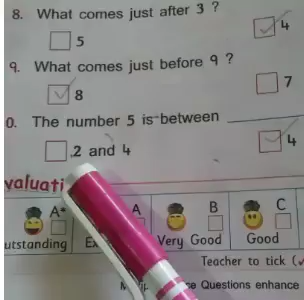 8. What comes just after 3 ?
5 4
9. What comes just before 9 ?
8 7
0. The number 5 is between
2 and 4 4
valuati
A+ A B C
utstanding E Very Good Good
Teacher to tick (✓
ce Questions enhance